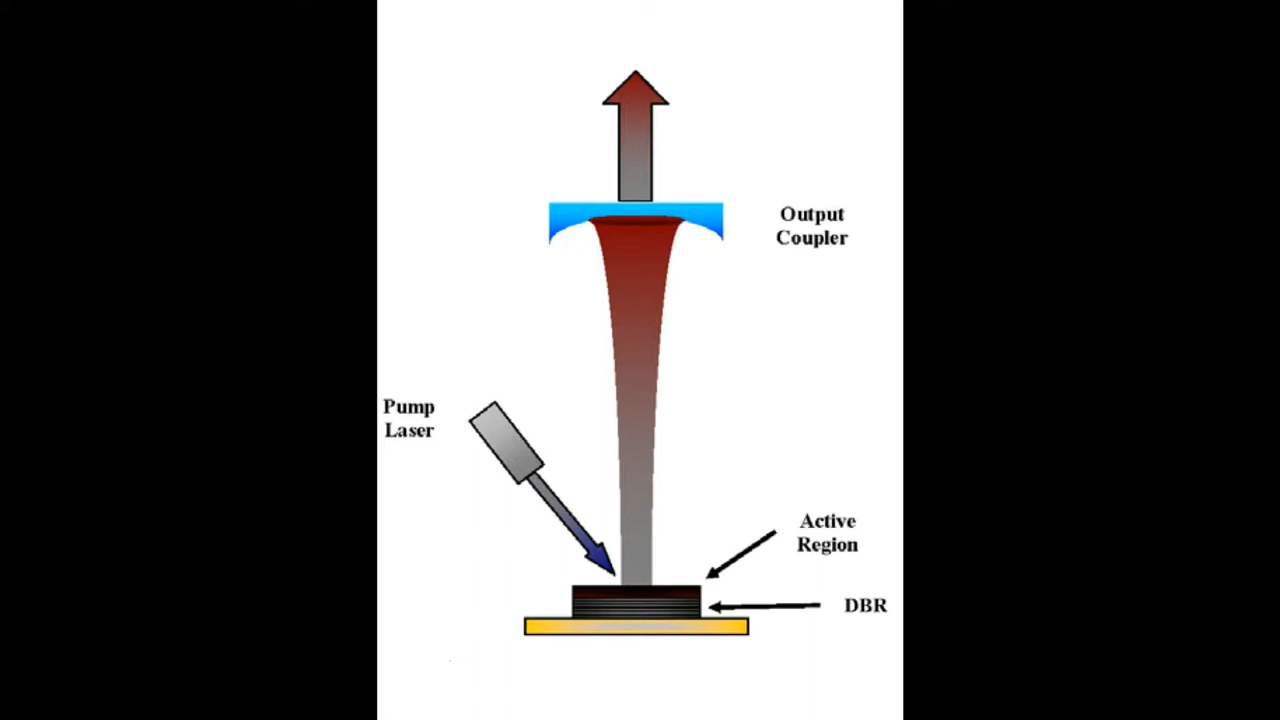 Output
Coupler
Pump
Laser
Active
Region
DBR